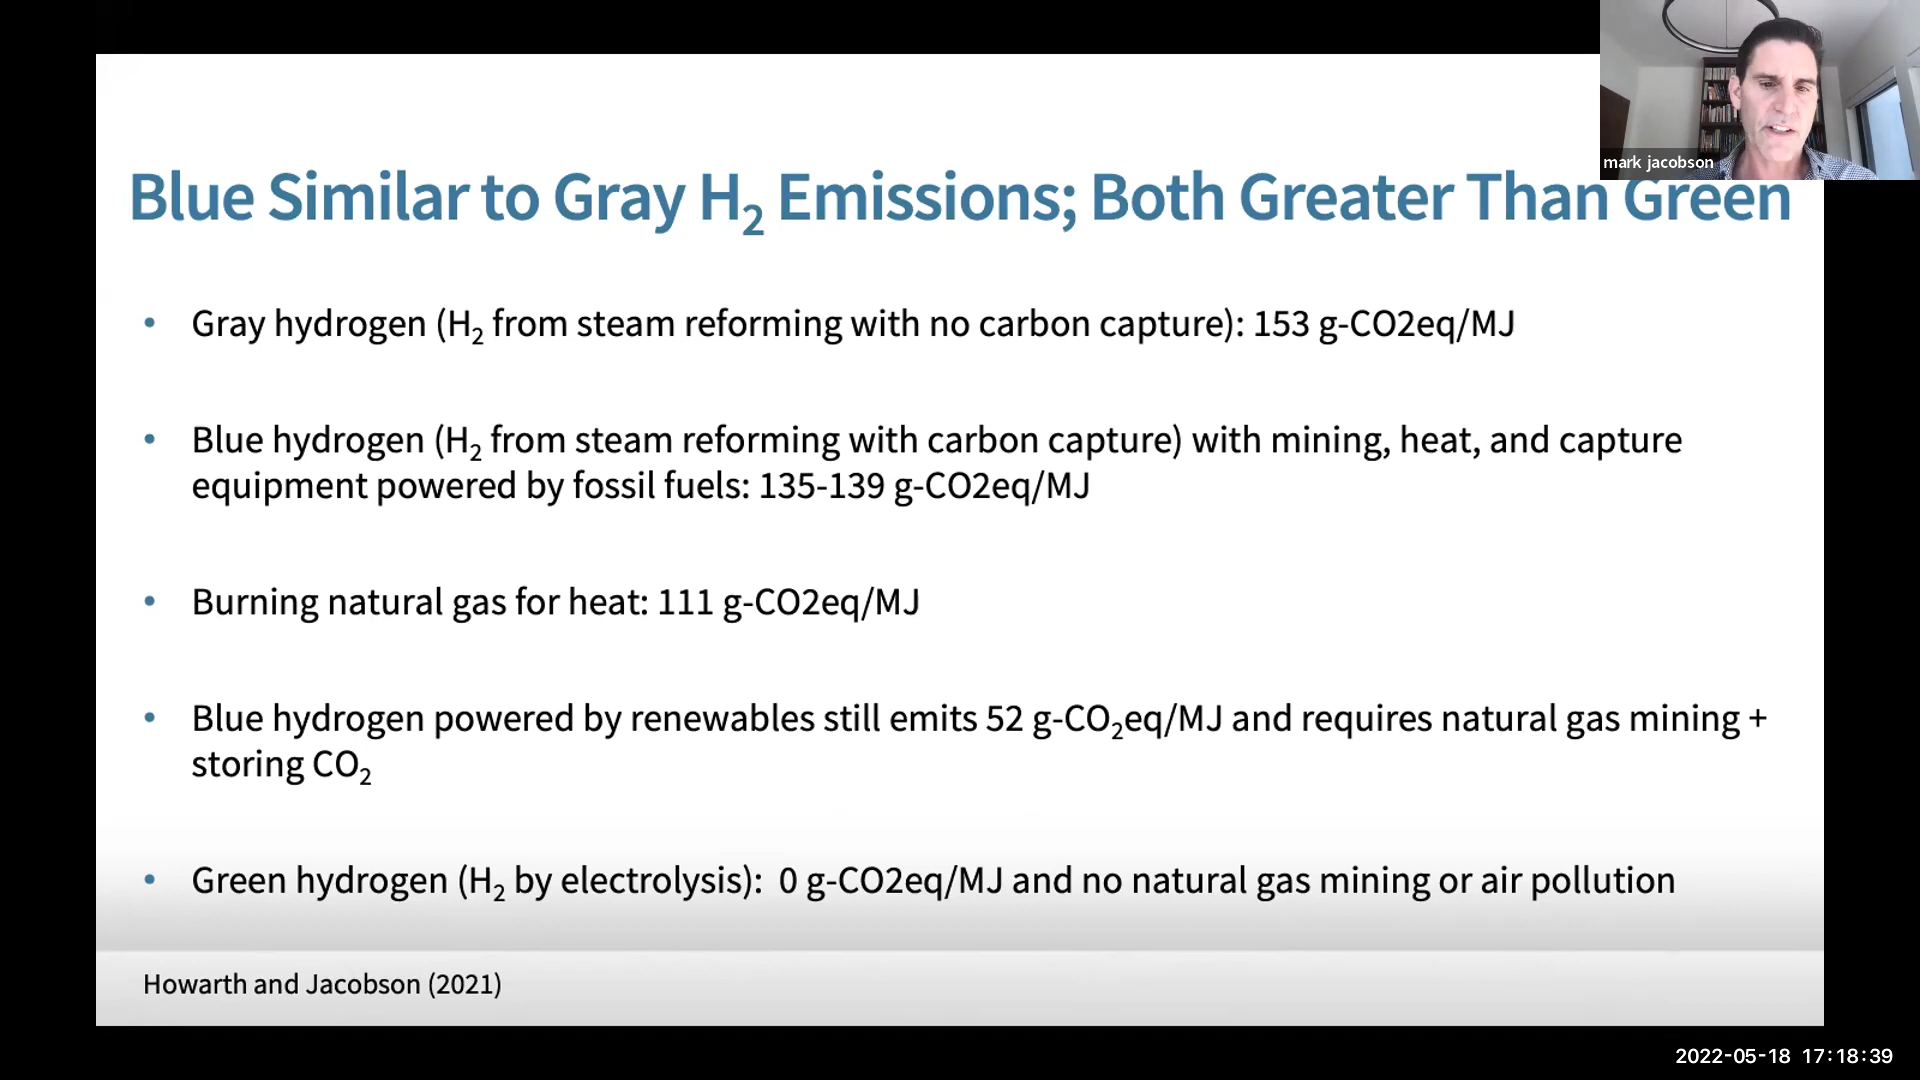 mark jacobson
Blue Similar to Gray H₂ Emissions; Both Greater Than Green
• Gray hydrogen (H₂ from steam reforming with no carbon capture): 153 g-CO2eq/MJ
• Blue hydrogen (H₂ from steam reforming with carbon capture) with mining, heat, and capture
equipment powered by fossil fuels: 135-139 g-CO2eq/MJ
• Burning natural gas for heat: 111 g-CO2eq/MJ
• Blue hydrogen powered by renewables still emits 52 g-CO₂eq/MJ and requires natural gas mining +
storing CO₂
• Green hydrogen (H₂ by electrolysis): 0 g-CO2eq/MJ and no natural gas mining or air pollution
Howarth and Jacobson (2021)
2022-05-18 17:18:39